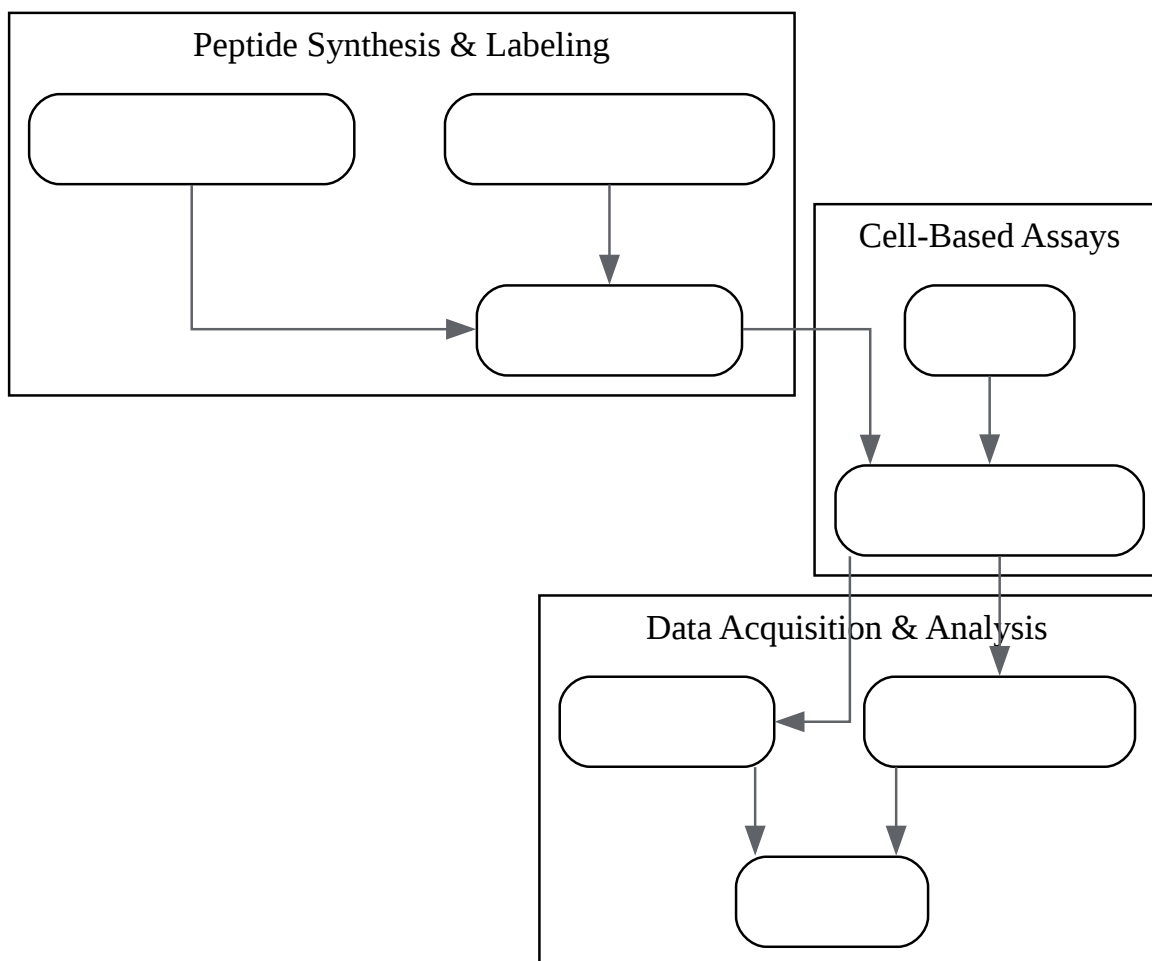 Peptide Synthesis & Labeling
Cell-Based Assays
Data Acquisition & Analysis